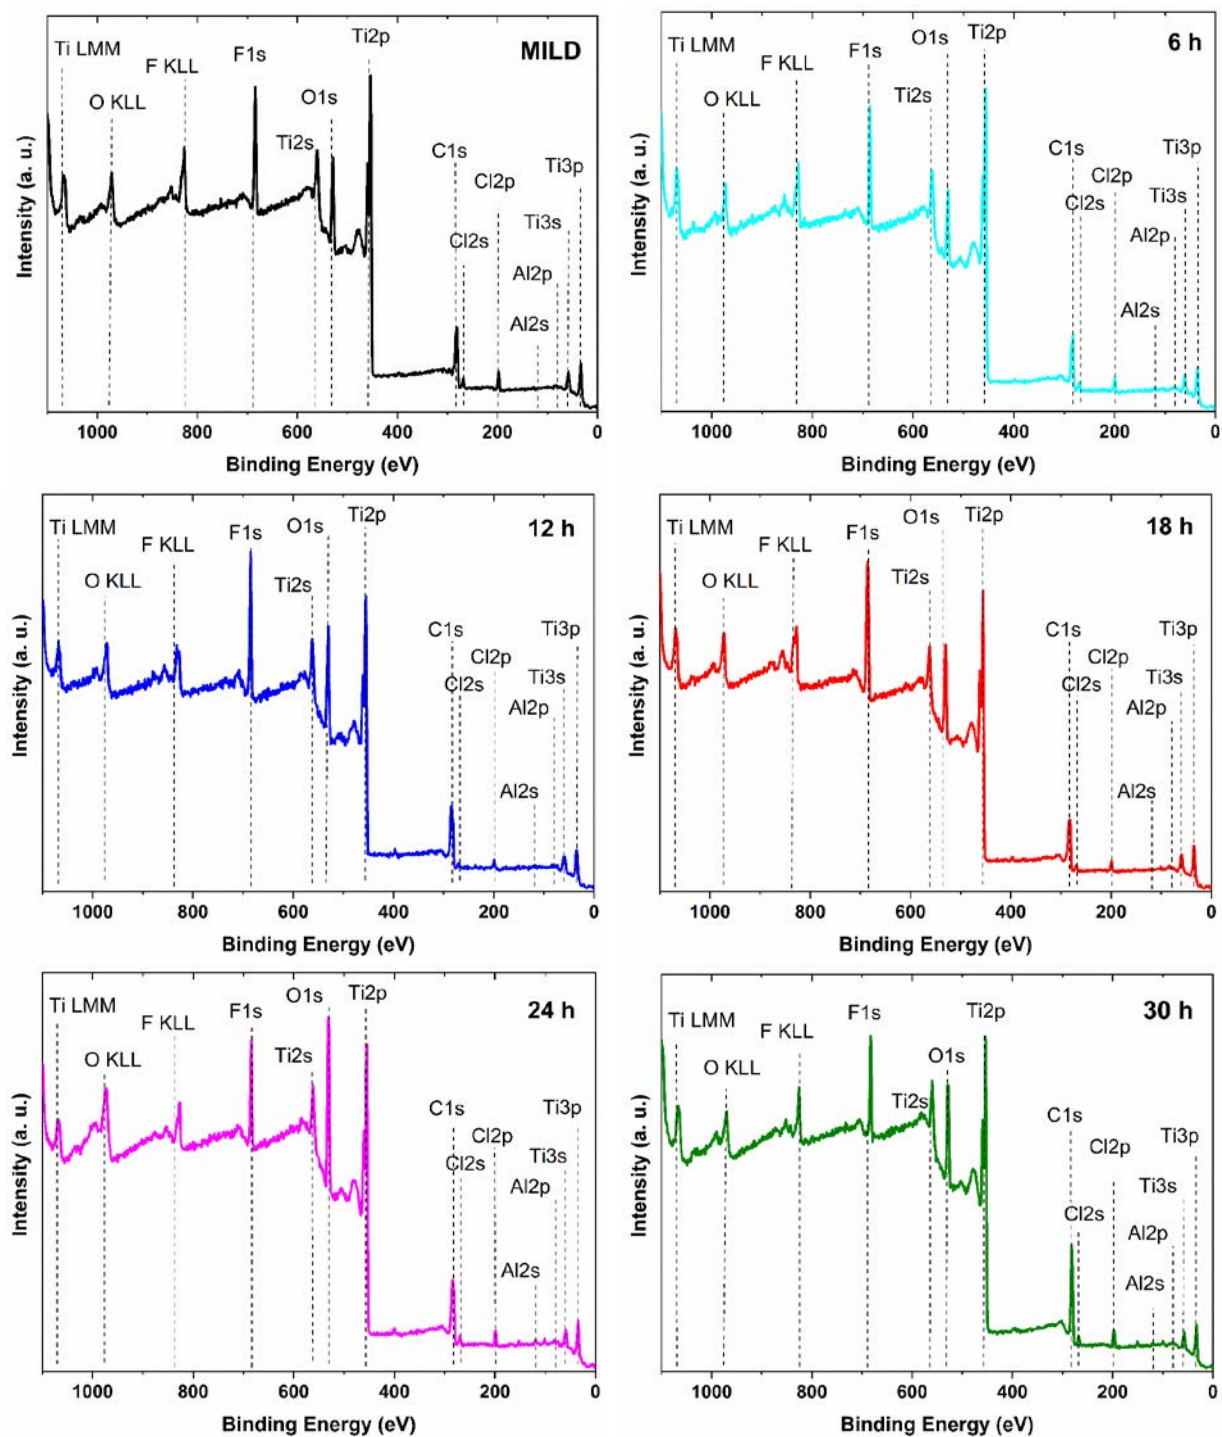 MILD
Ti LMM
O KLL
F KLL
F1s
Ti2s
O1s
Ti2p
C1s
Cl2s
Cl2p
Al2s
Al2p
Ti3s
Ti3p
Intensity (a. u.)
1000 800 600 400 200 0
Binding Energy (eV)
6 h
Ti LMM
O KLL
F KLL
F1s
Ti2s
O1s
Ti2p
C1s
Cl2s
Cl2p
Al2s
Al2p
Ti3s
Ti3p
Intensity (a. u.)
1000 800 600 400 200 0
Binding Energy (eV)
12 h
Ti LMM
O KLL
F KLL
F1s
Ti2s
O1s
Ti2p
C1s
Cl2s
Cl2p
Al2s
Al2p
Ti3s
Ti3p
Intensity (a. u.)
1000 800 600 400 200 0
Binding Energy (eV)
18 h
Ti LMM
O KLL
F KLL
F1s
Ti2s
O1s
Ti2p
C1s
Cl2s
Cl2p
Al2s
Al2p
Ti3s
Ti3p
Intensity (a. u.)
1000 800 600 400 200 0
Binding Energy (eV)
24 h
Ti LMM
O KLL
F KLL
F1s
Ti2s
O1s
Ti2p
C1s
Cl2s
Cl2p
Al2s
Al2p
Ti3s
Ti3p
Intensity (a. u.)
1000 800 600 400 200 0
Binding Energy (eV)
30 h
Ti LMM
O KLL
F KLL
F1s
Ti2s
O1s
Ti2p
C1s
Cl2s
Cl2p
Al2s
Al2p
Ti3s
Ti3p
Intensity (a. u.)
1000 800 600 400 200 0
Binding Energy (eV)